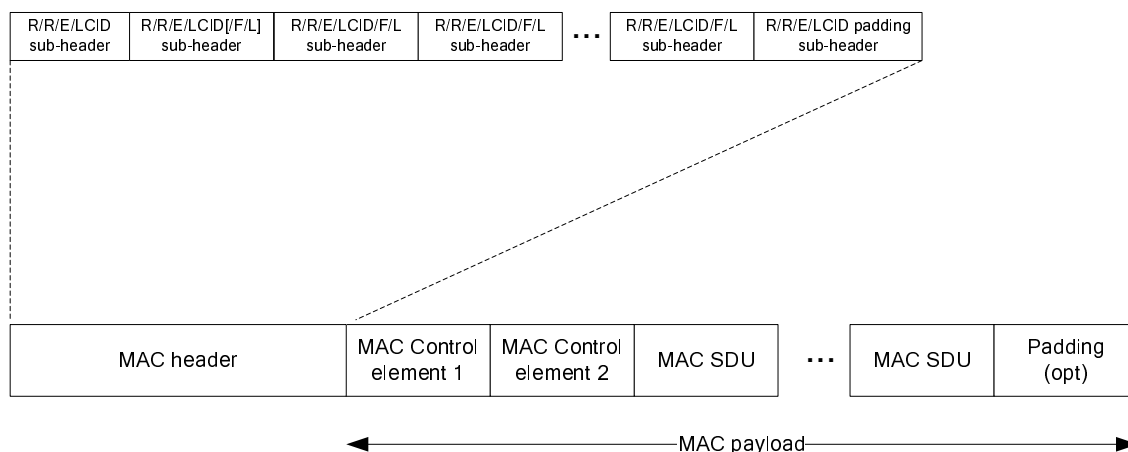 R/R/E/LCID
sub-header
R/R/E/LCID[/F/L]
sub-header
R/R/E/LCID/F/L
sub-header
R/R/E/LCID/F/L
sub-header
...
R/R/E/LCID/F/L
sub-header
R/R/E/LCID padding
sub-header
MAC header
MAC Control
element 1
MAC Control
element 2
MAC SDU
...
MAC SDU
Padding
(opt)
MAC payload